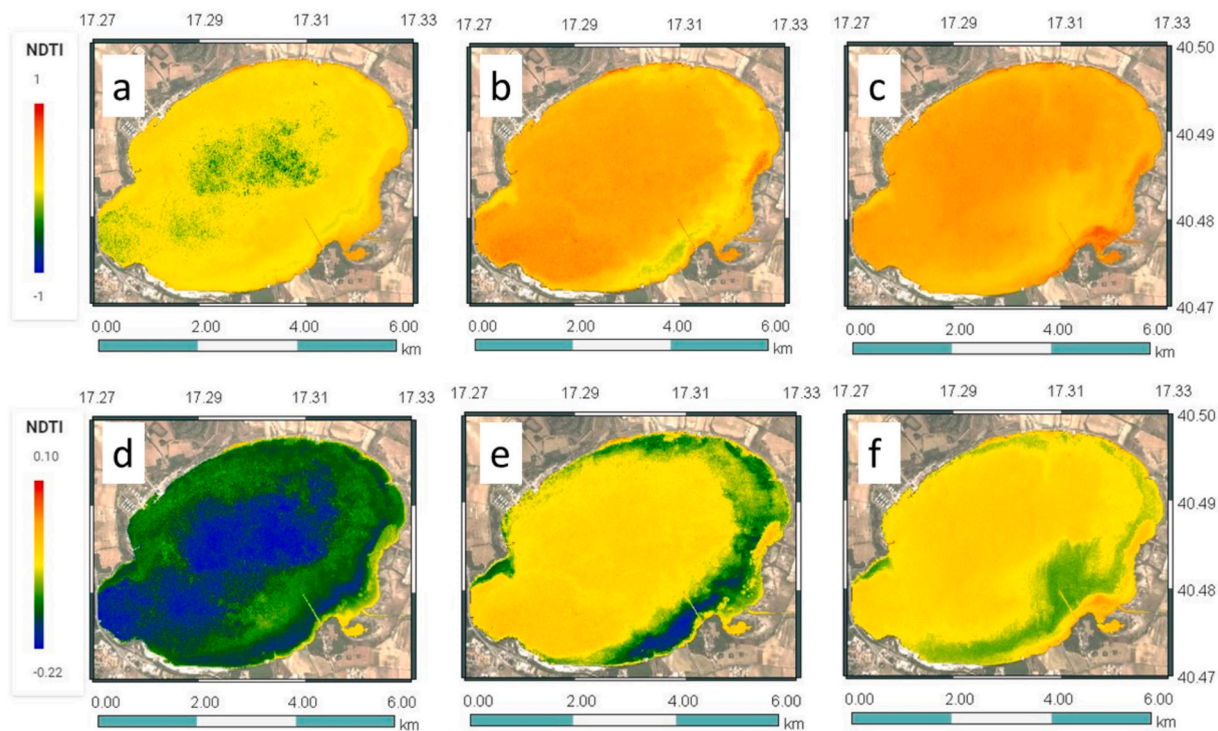 17.27 17.29 17.31 17.33 17.27 17.29 17.31 17.33 17.27 17.29 17.31 17.33
NDTI
1
-1
a
b
c
40.50
40.49
40.48
40.47
0.00 2.00 4.00 6.00 km
0.00 2.00 4.00 6.00 km
0.00 2.00 4.00 6.00 km
17.27 17.29 17.31 17.33 17.27 17.29 17.31 17.33 17.27 17.29 17.31 17.33
NDTI
0.10
-0.22
d
e
f
40.50
40.49
40.48
40.47
0.00 2.00 4.00 6.00 km
0.00 2.00 4.00 6.00 km
0.00 2.00 4.00 6.00 km